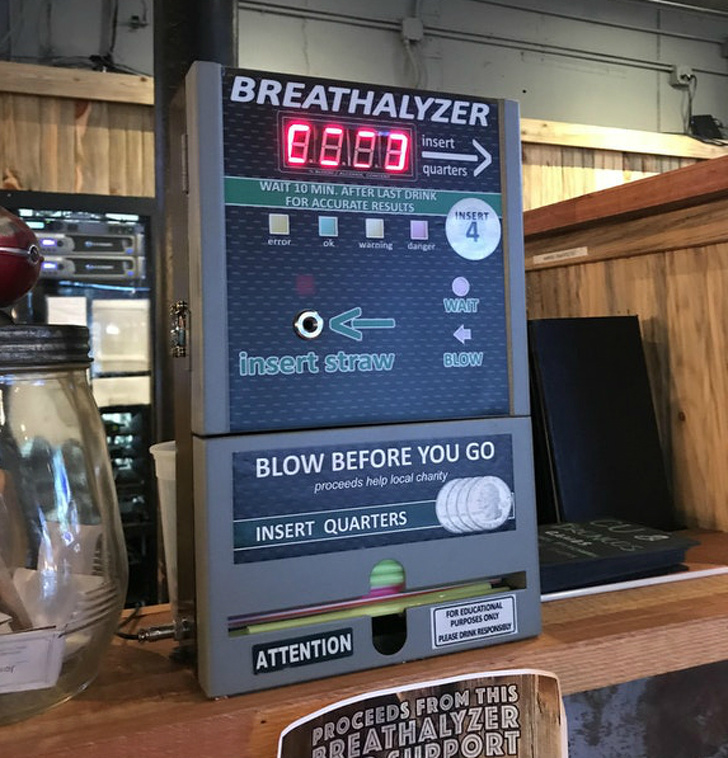 BREATHALYZER
insert
quarters
WAIT 10 MIN. AFTER LAST DRINK
FOR ACCURATE RESULTS
INSERT
4
error ok warning danger
WAIT
insert straw
BLOW
BLOW BEFORE YOU GO
proceeds help local charity
INSERT QUARTERS
FOR EDUCATIONAL
PURPOSES ONLY
PLEASE DRINK RESPONSIBLY
ATTENTION
PROCEEDS FROM THIS
BREATHALYZER
SUPPORT